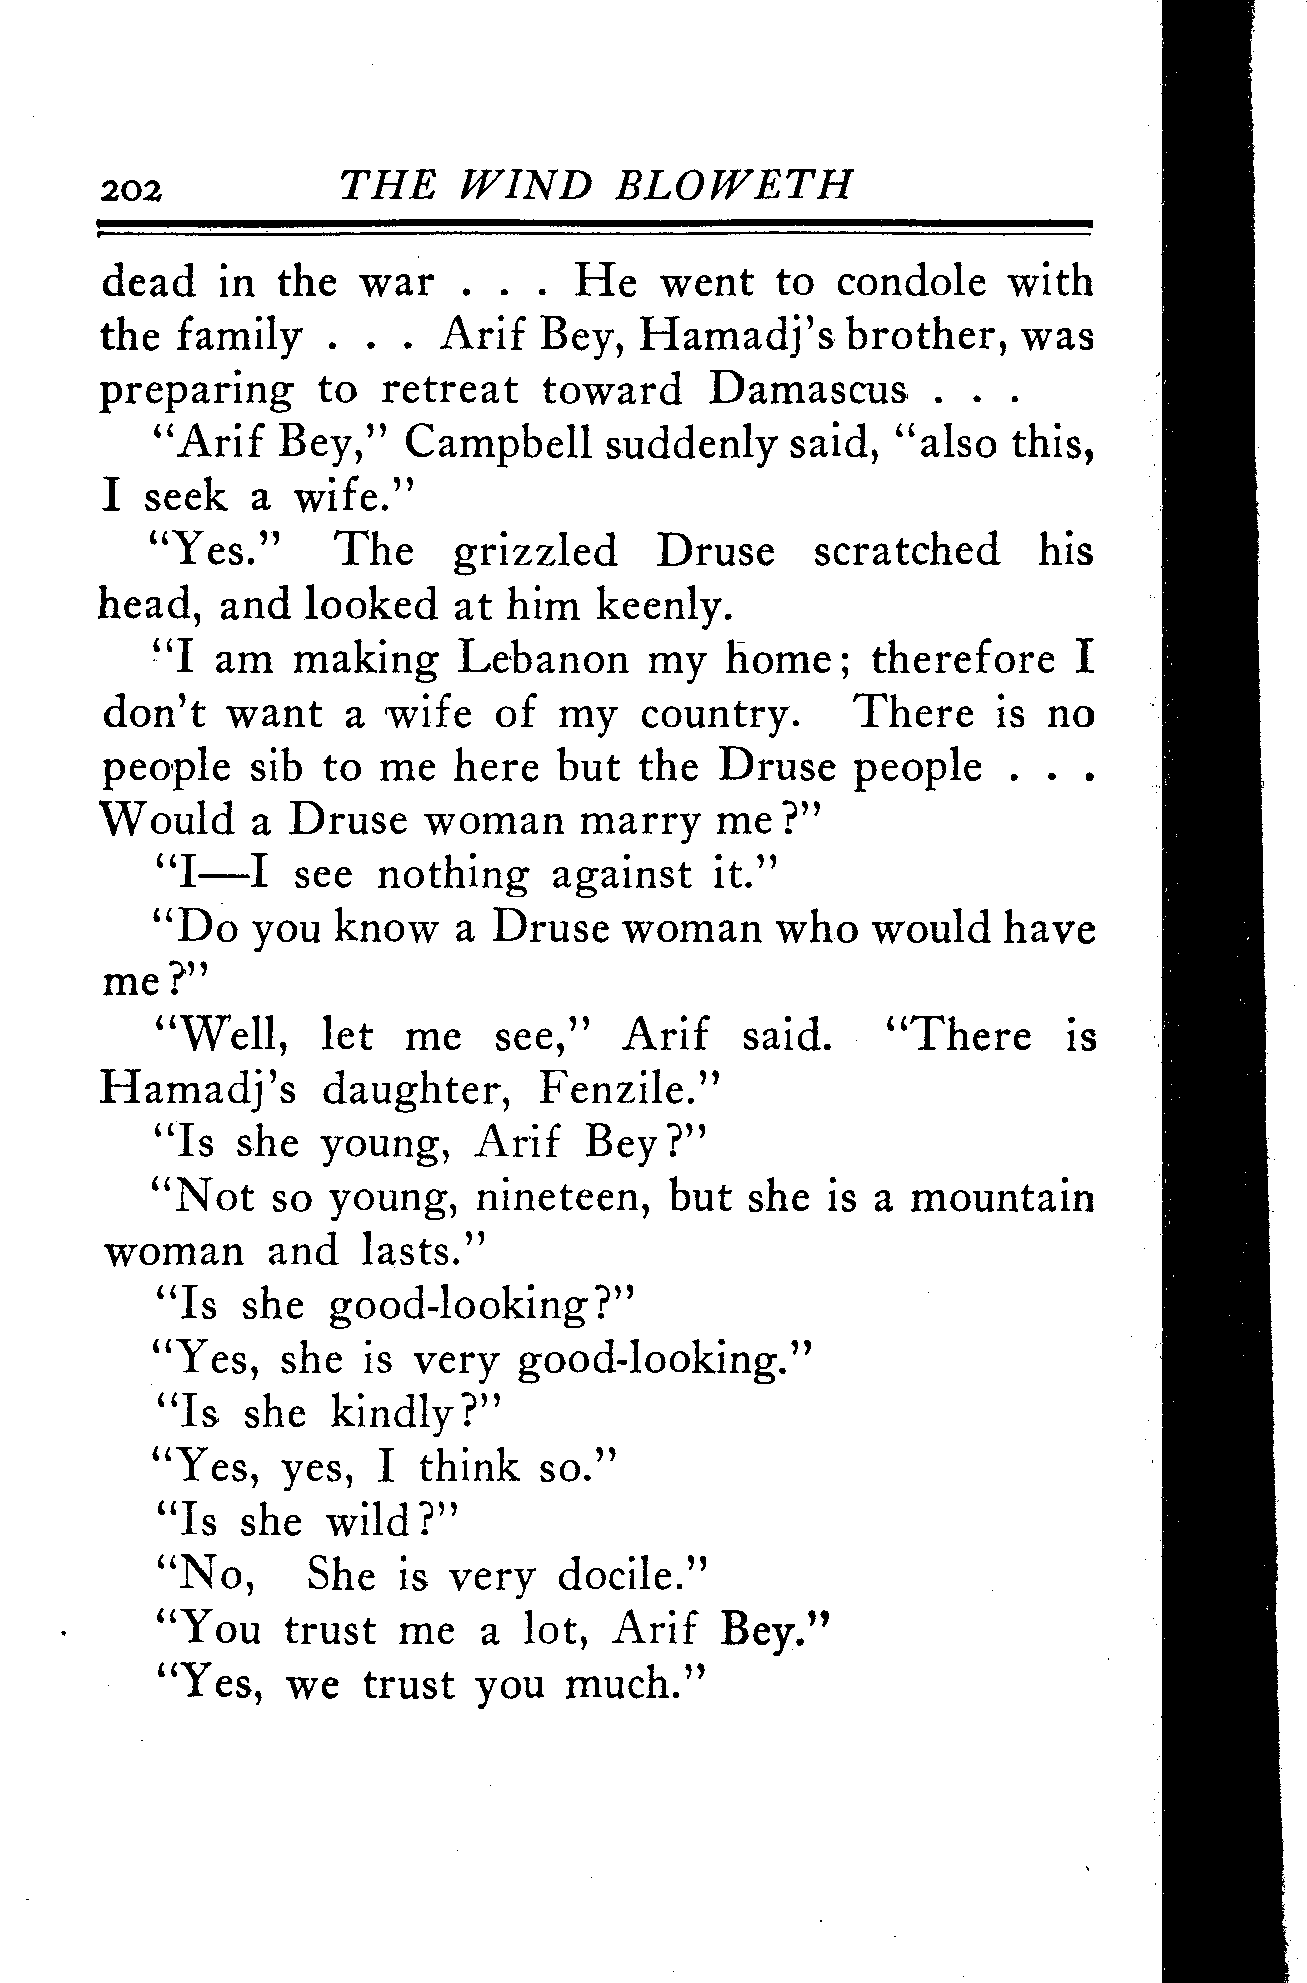 202 THE WIND BLOWETH
dead in the war . . . He went to condole with
the family . . . Arif Bey, Hamadj's brother, was
preparing to retreat toward Damascus . . .
“Arif Bey,” Campbell suddenly said, “also this,
I seek a wife.”
“Yes.” The grizzled Druse scratched his
head, and looked at him keenly.
“I am making Lebanon my home; therefore I
don't want a wife of my country. There is no
people sib to me here but the Druse people . . .
Would a Druse woman marry me?”
“I—I see nothing against it.”
“Do you know a Druse woman who would have
me?”
“Well, let me see,” Arif said. “There is
Hamadj's daughter, Fenzile.”
“Is she young, Arif Bey?”
“Not so young, nineteen, but she is a mountain
woman and lasts.”
“Is she good-looking?”
“Yes, she is very good-looking.”
“Is she kindly?”
“Yes, yes, I think so.”
“Is she wild?”
“No, She is very docile.”
“You trust me a lot, Arif Bey.”
“Yes, we trust you much.”